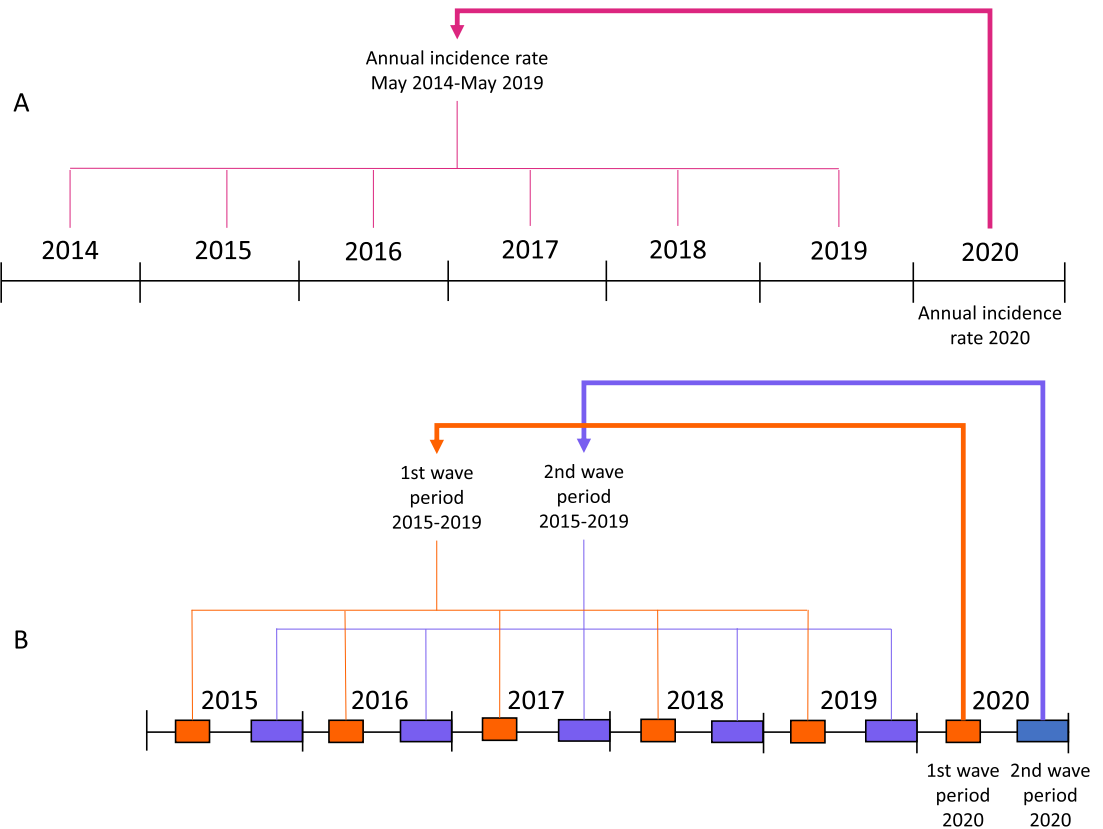 Annual incidence rate
May 2014-May 2019
A
2014 2015 2016 2017 2018 2019 2020
Annual incidence
rate 2020
1st wave
period
2015-2019
2nd wave
period
2015-2019
B
2015 2016 2017 2018 2019 2020
1st wave
period
2020
2nd wave
period
2020